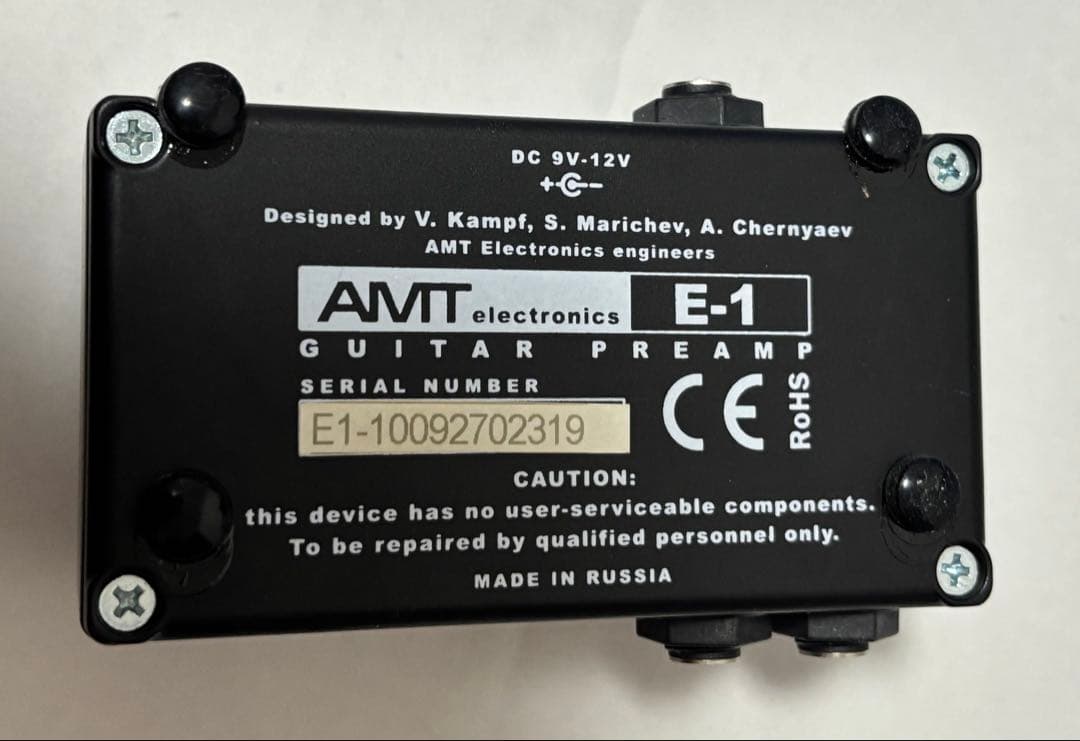 DC 9V-12V
+ -
Designed by V. Kampf, S. Marichev, A. Chernyaev
AMT Electronics engineers
AMT electronics E-1
GUITAR PREAMP
SERIAL NUMBER
E1-10092702319
CE RoHS
CAUTION:
this device has no user-serviceable components.
To be repaired by qualified personnel only.
MADE IN RUSSIA